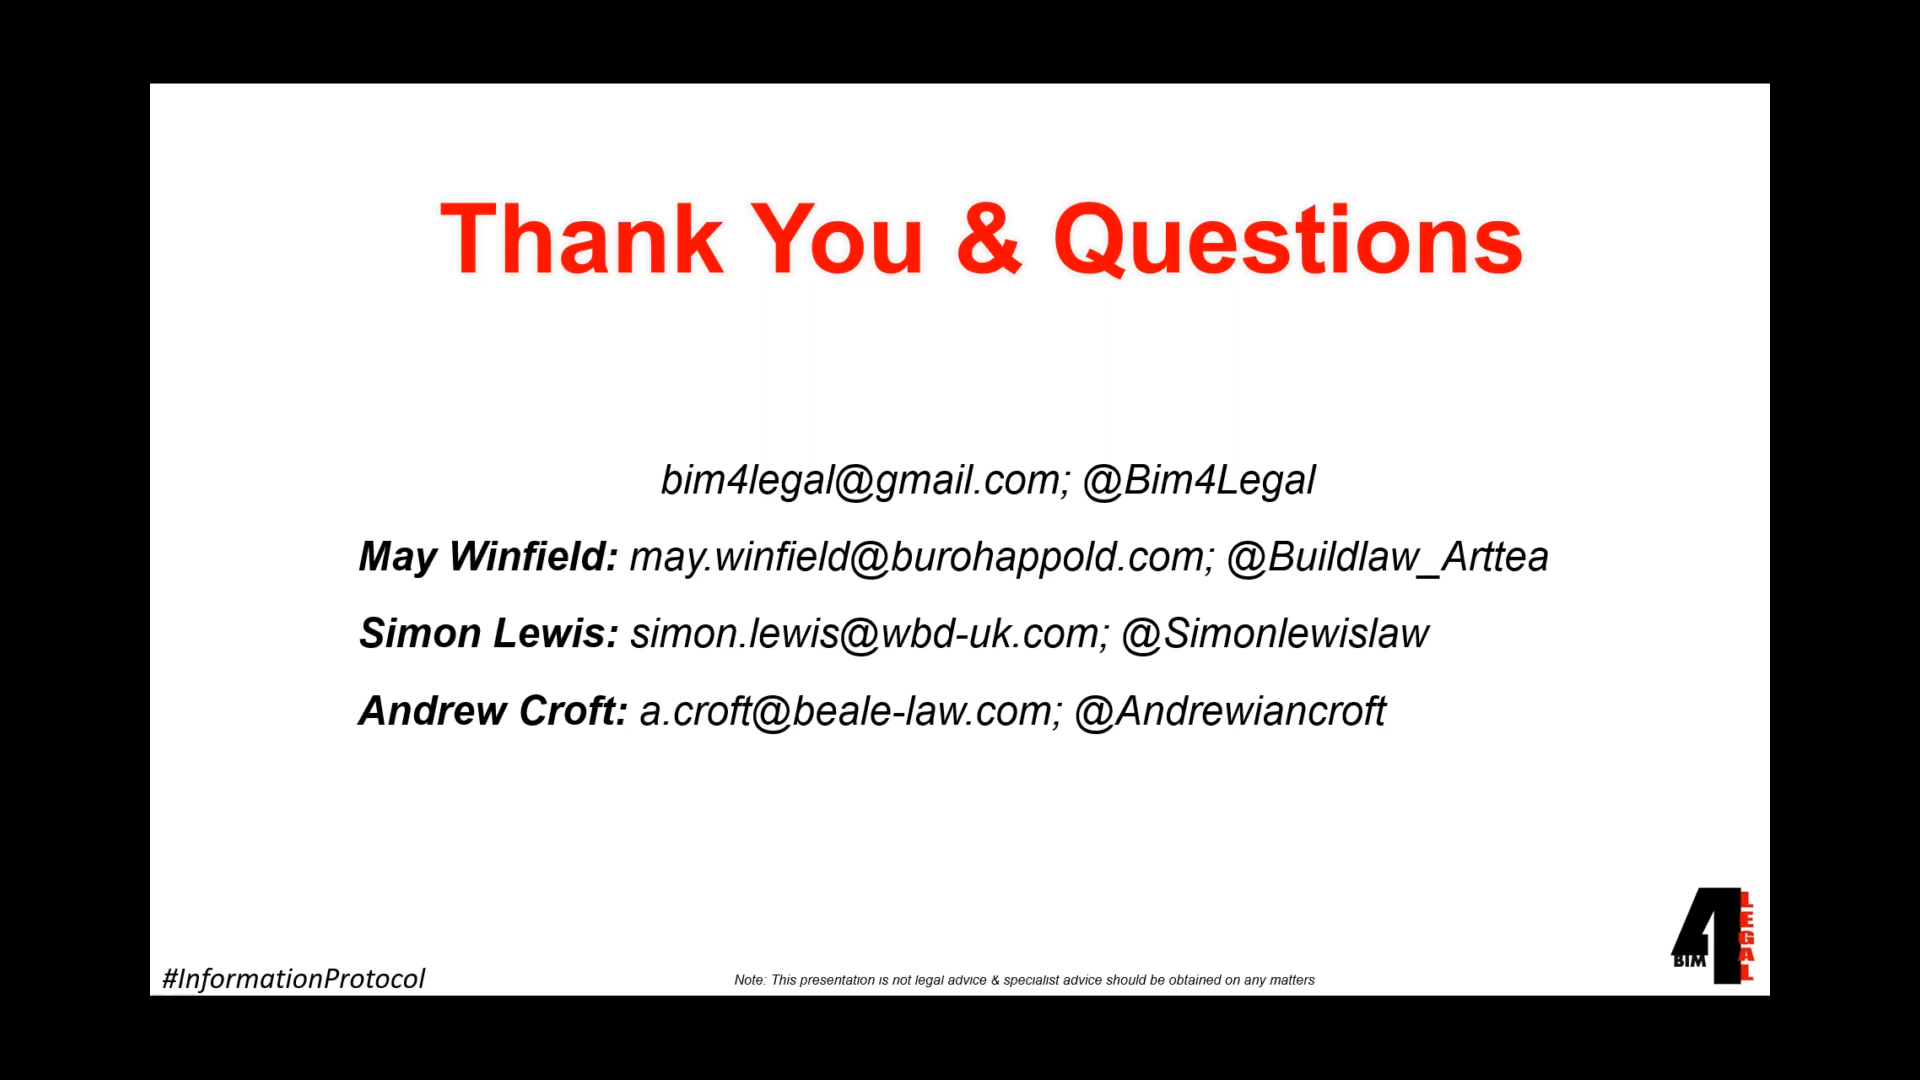 Thank You & Questions
bim4legal@gmail.com; @Bim4Legal
May Winfield: may.winfield@burohappold.com; @Buildlaw_Arttea
Simon Lewis: simon.lewis@wbd-uk.com; @Simonlewislaw
Andrew Croft: a.croft@beale-law.com; @Andrewiancroft
#InformationProtocol
Note: This presentation is not legal advice & specialist advice should be obtained on any matters
BIM
4
LEGAL